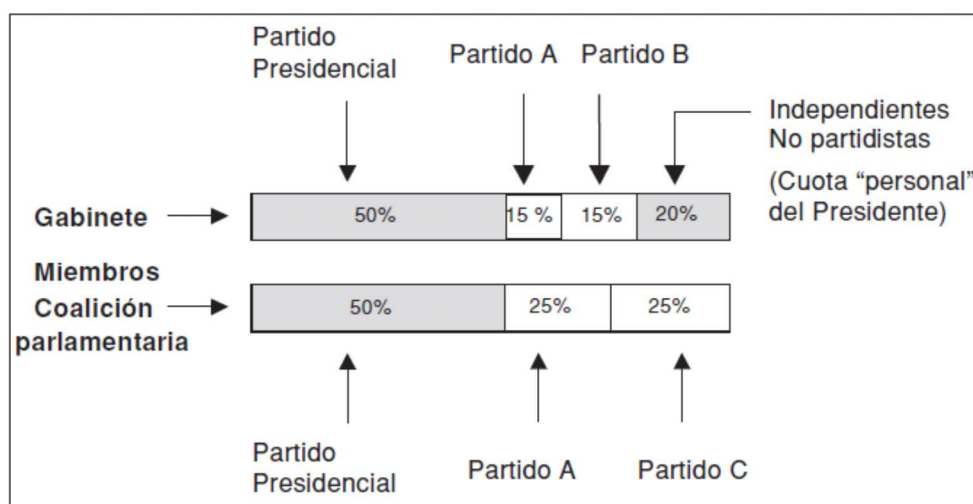 Partido
Presidencial
Partido A
Partido B
Independientes
No partidistas
(Cuota “personal”
del Presidente)
Gabinete
50%
15 %
15%
20%
Miembros
Coalición
parlamentaria
50%
25%
25%
Partido
Presidencial
Partido A
Partido C